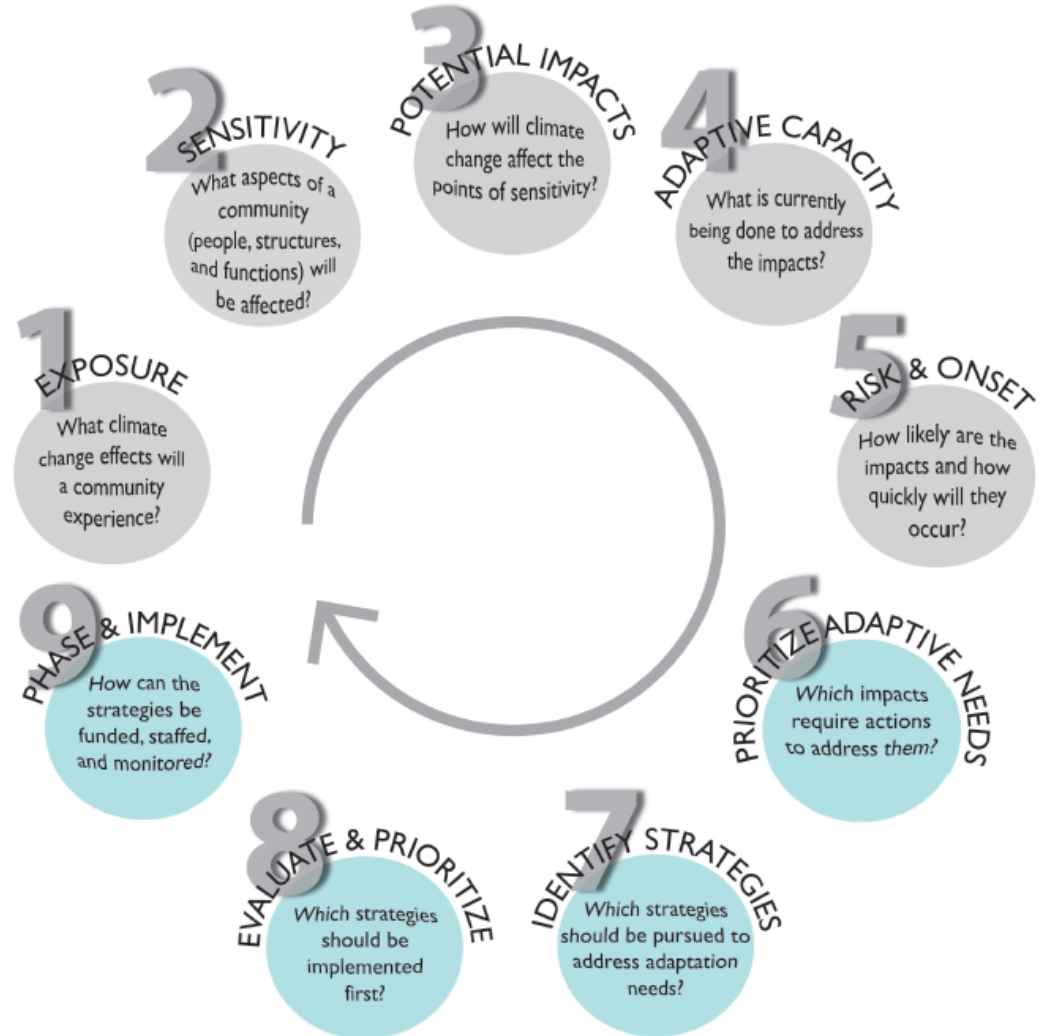 1
EXPOSURE
What climate
change effects will
a community
experience?
2
SENSITIVITY
What aspects of a
community
(people, structures,
and functions) will
be affected?
3
POTENTIAL IMPACTS
How will climate
change affect the
points of sensitivity?
4
ADAPTIVE CAPACITY
What is currently
being done to address
the impacts?
5
RISK & ONSET
How likely are the
impacts and how
quickly will they
occur?
6
PRIORITIZE ADAPTIVE NEEDS
Which impacts
require actions
to address them?
7
IDENTIFY STRATEGIES
Which strategies
should be pursued to
address adaptation
needs?
8
EVALUATE & PRIORITIZE
Which strategies
should be
implemented
first?
9
PHASE & IMPLEMENT
How can the
strategies be
funded, staffed,
and monitored?